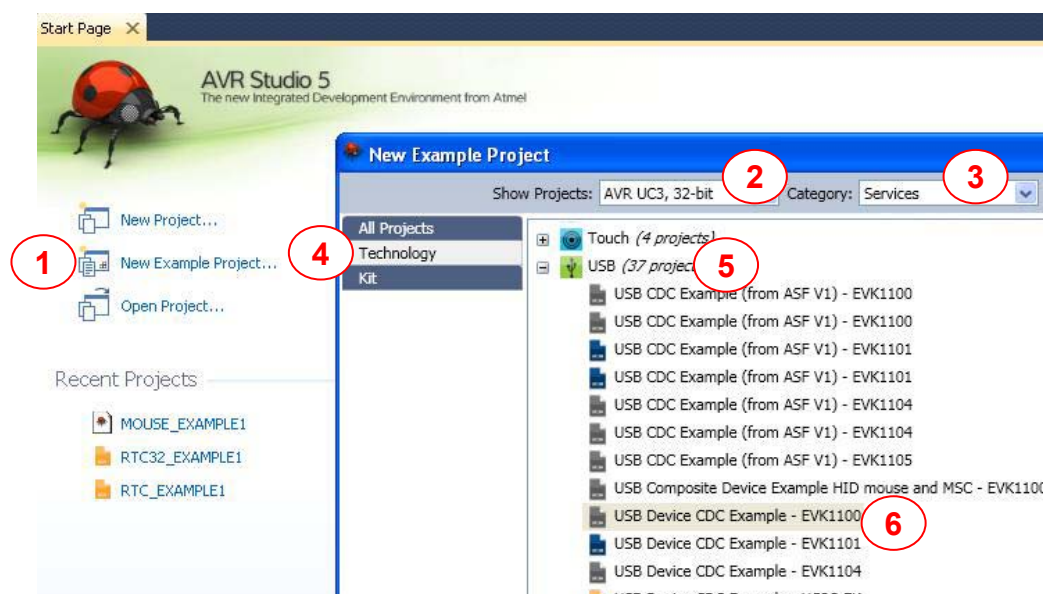 Start Page
AVR Studio 5
The new Integrated Development Environment from Atmel
New Example Project
Show Projects: AVR UC3, 32-bit 2 Category: Services 3
New Project...
1 New Example Project...
Open Project...
Recent Projects
MOUSE_EXAMPLE1
RTC32_EXAMPLE1
RTC_EXAMPLE1
All Projects
4 Technology
Kit
Touch (4 projects)
USB (37 projec 5
USB CDC Example (from ASF V1) - EVK1100
USB CDC Example (from ASF V1) - EVK1100
USB CDC Example (from ASF V1) - EVK1101
USB CDC Example (from ASF V1) - EVK1101
USB CDC Example (from ASF V1) - EVK1104
USB CDC Example (from ASF V1) - EVK1104
USB CDC Example (from ASF V1) - EVK1105
USB Composite Device Example HID mouse and MSC - EVK1100
USB Device CDC Example - EVK1100 6
USB Device CDC Example - EVK1101
USB Device CDC Example - EVK1104